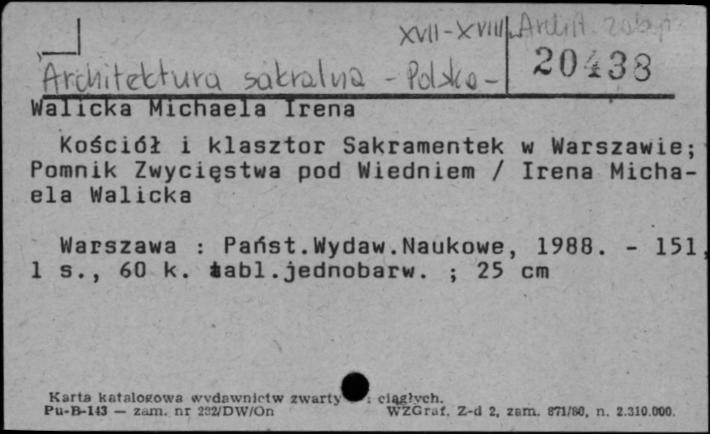 XVII-XVIII Archit. zabyt.
20438
Architektura sakralna - Polska -
Walicka Michaela Irena
Kościół i klasztor Sakramentek w Warszawie;
Pomnik Zwycięstwa pod Wiedniem / Irena Micha-
ela Walicka
Warszawa : Państ.Wydaw.Naukowe, 1988. - 151,
1 s., 60 k. tabl.jednobarw. ; 25 cm
Karta katalogowa wydawnictw zwarty i ciągłych.
Pu-B-143 — zam. nr 232/DW/On
WZGraf. Z-d 2, zam. 871/80, n. 2.310.000.